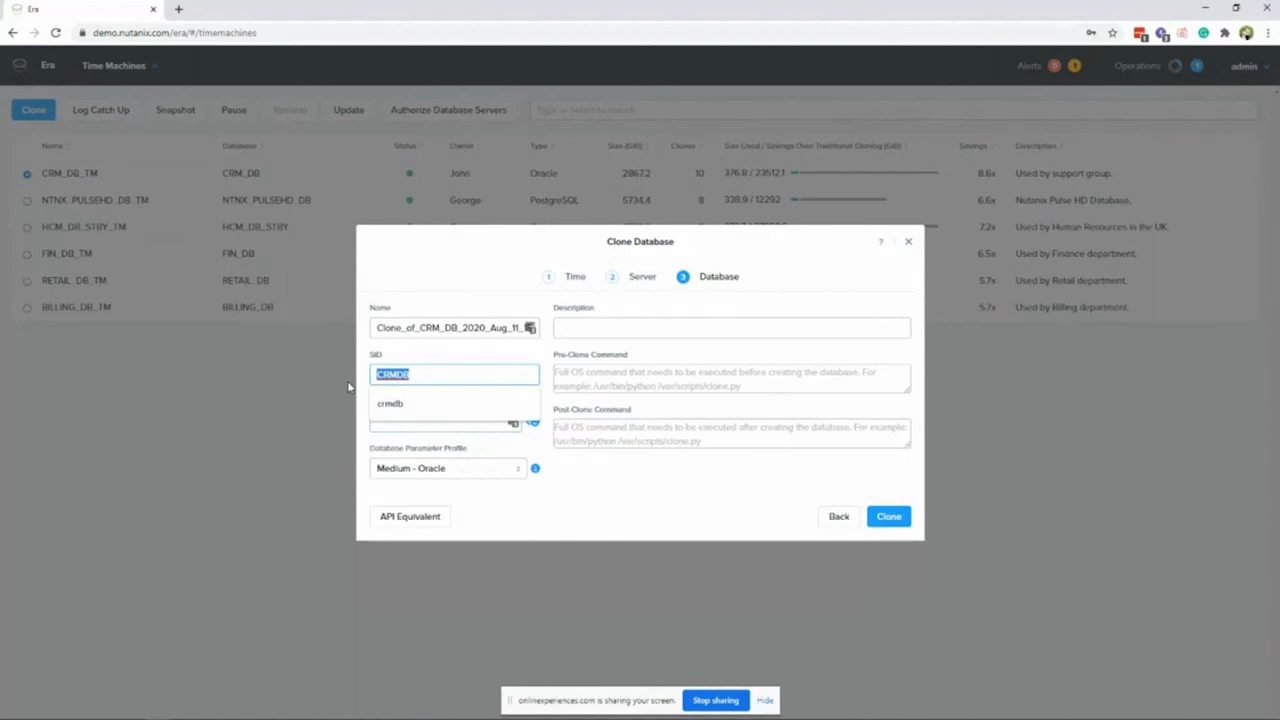 Era
demo.nutanix.com/era/#/timemachines
Era Time Machines Alerts 0 1 Operations 1 admin
Clone Log Catch Up Snapshot Pause Resume Update Authorize Database Servers Type or select to search
Name Database Status Owner Type Size (GiB) Clones Size Used / Savings Over Traditional Cloning (GiB) Savings Description
CRM_DB_TM CRM_DB John Oracle 2867.2 10 376.8 / 23512.1 8.6x Used by support group.
NTNX_PULSEHD_DB_TM NTNX_PULSEHD_DB George PostgreSQL 5734.4 8 338.9 / 12292 6.6x Nutanix Pulse HD Database.
HCM_DB_STBY_TM HCM_DB_STBY 7.2x Used by Human Resources in the UK.
FIN_DB_TM FIN_DB 6.5x Used by Finance department.
RETAIL_DB_TM RETAIL_DB 5.7x Used by Retail department.
BILLING_DB_TM BILLING_DB 5.7x Used by Billing department.
Clone Database ?
1 Time 2 Server 3 Database
Name Description
Clone_of_CRM_DB_2020_Aug_11_
SID Pre-Clone Command
CRMDB
Full OS command that needs to be executed before creating the database. For
example: /usr/bin/python /var/scripts/clone.py
crmdb
Post-Clone Command
Full OS command that needs to be executed after creating the database. For example:
/usr/bin/python /var/scripts/clone.py
Database Parameter Profile
Medium - Oracle
API Equivalent Back Clone
onlinexperiences.com is sharing your screen. Stop sharing Hide